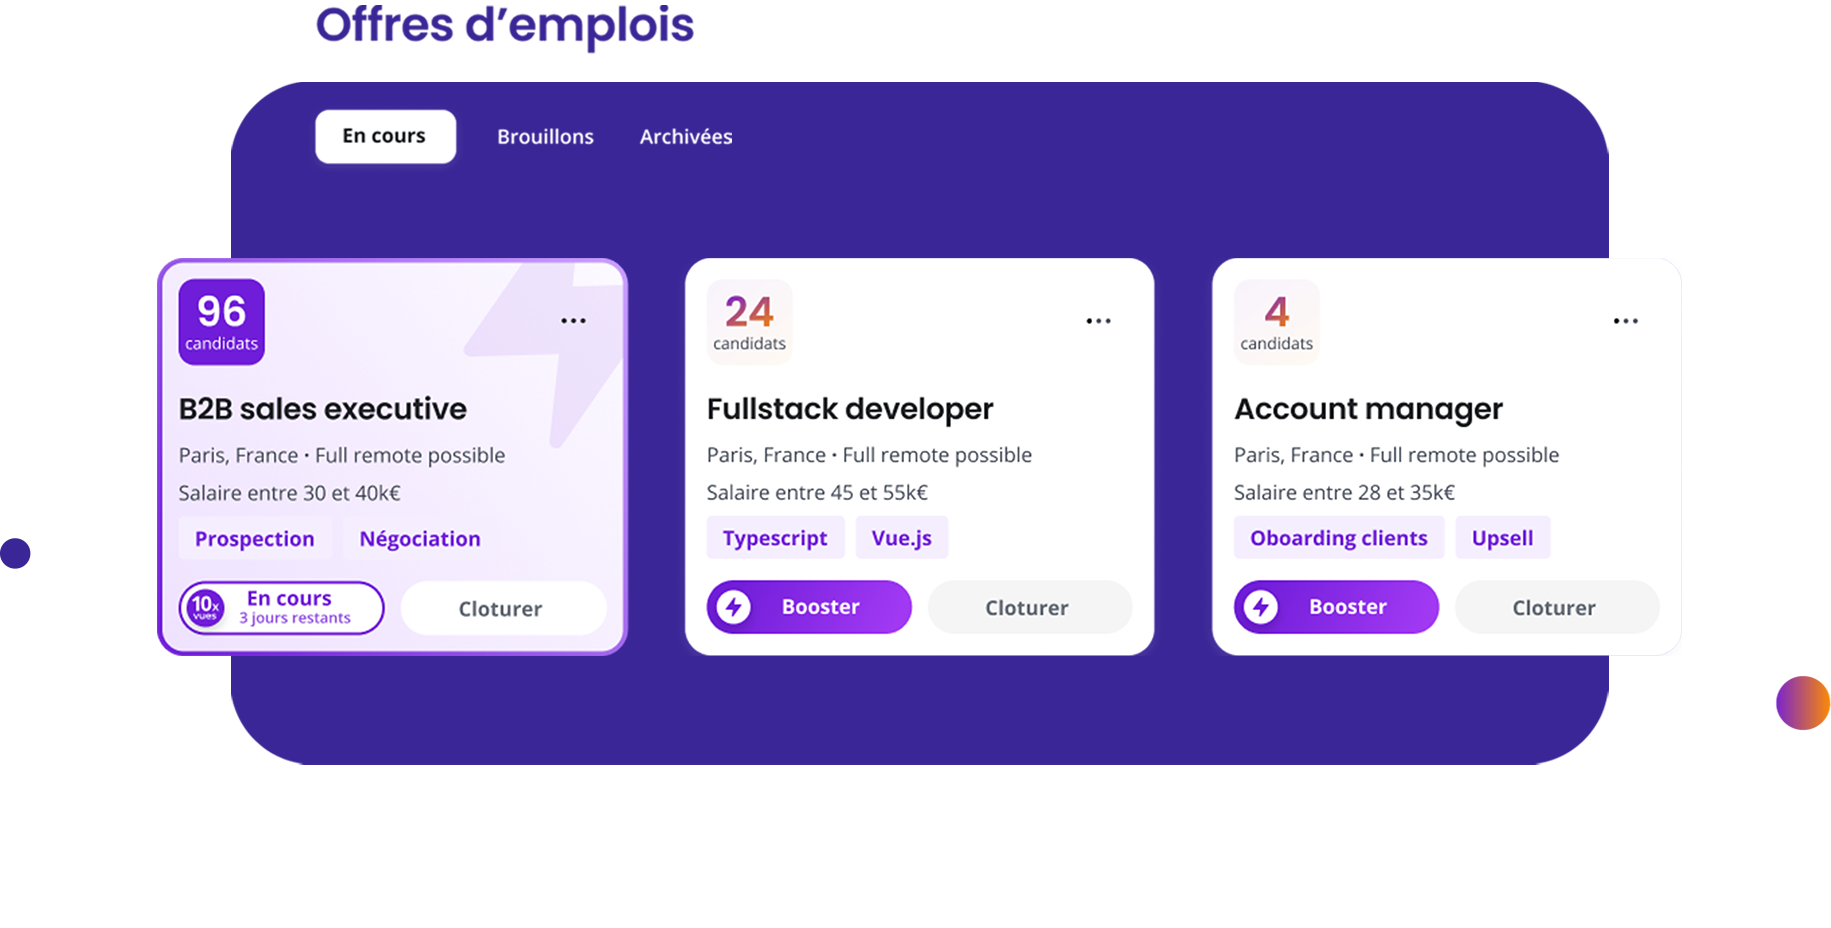 Offres d’emplois
En cours Brouillons Archivées
96
candidats
B2B sales executive
Paris, France • Full remote possible
Salaire entre 30 et 40k€
Prospection Négociation
10x
vues
En cours
3 jours restants
Cloturer
24
candidats
Fullstack developer
Paris, France • Full remote possible
Salaire entre 45 et 55k€
Typescript Vue.js
Booster Cloturer
4
candidats
Account manager
Paris, France • Full remote possible
Salaire entre 28 et 35k€
Oboarding clients Upsell
Booster Cloturer